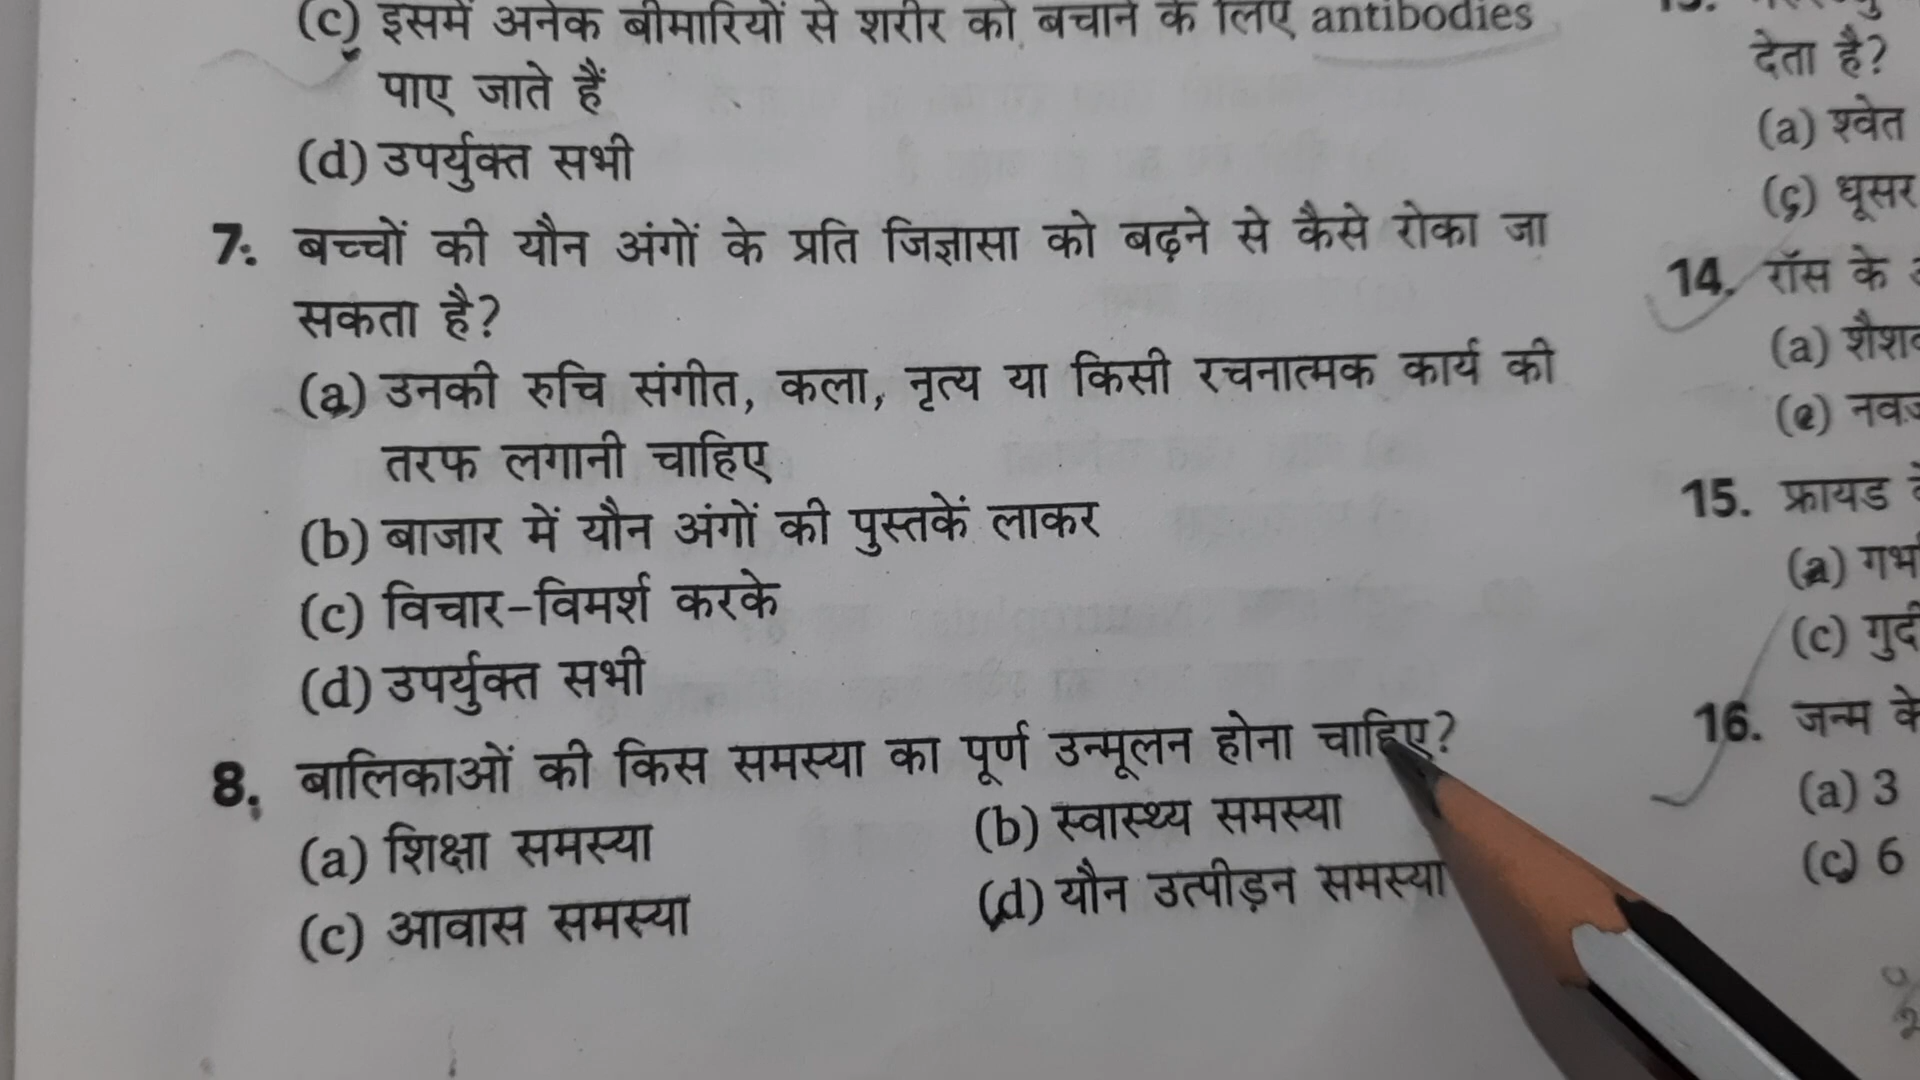 (c) इसमें अनेक बीमारियों से शरीर को बचाने के लिए antibodies
पाए जाते हैं
(d) उपर्युक्त सभी
7. बच्चों की यौन अंगों के प्रति जिज्ञासा को बढ़ने से कैसे रोका जा
सकता है?
(a) उनकी रुचि संगीत, कला, नृत्य या किसी रचनात्मक कार्य की
तरफ लगानी चाहिए
(b) बाजार में यौन अंगों की पुस्तकें लाकर
(c) विचार-विमर्श करके
(d) उपर्युक्त सभी
8. बालिकाओं की किस समस्या का पूर्ण उन्मूलन होना चाहिए?
(a) शिक्षा समस्या
(b) स्वास्थ्य समस्या
(c) आवास समस्या
(d) यौन उत्पीड़न समस्या
देता है?
(a) श्वेत
(c) धूसर
14. रॉस के
(a)
(c)
15. फ्रायड
(a)
(c)
16. जन्म के
(a) 3
(c) 6